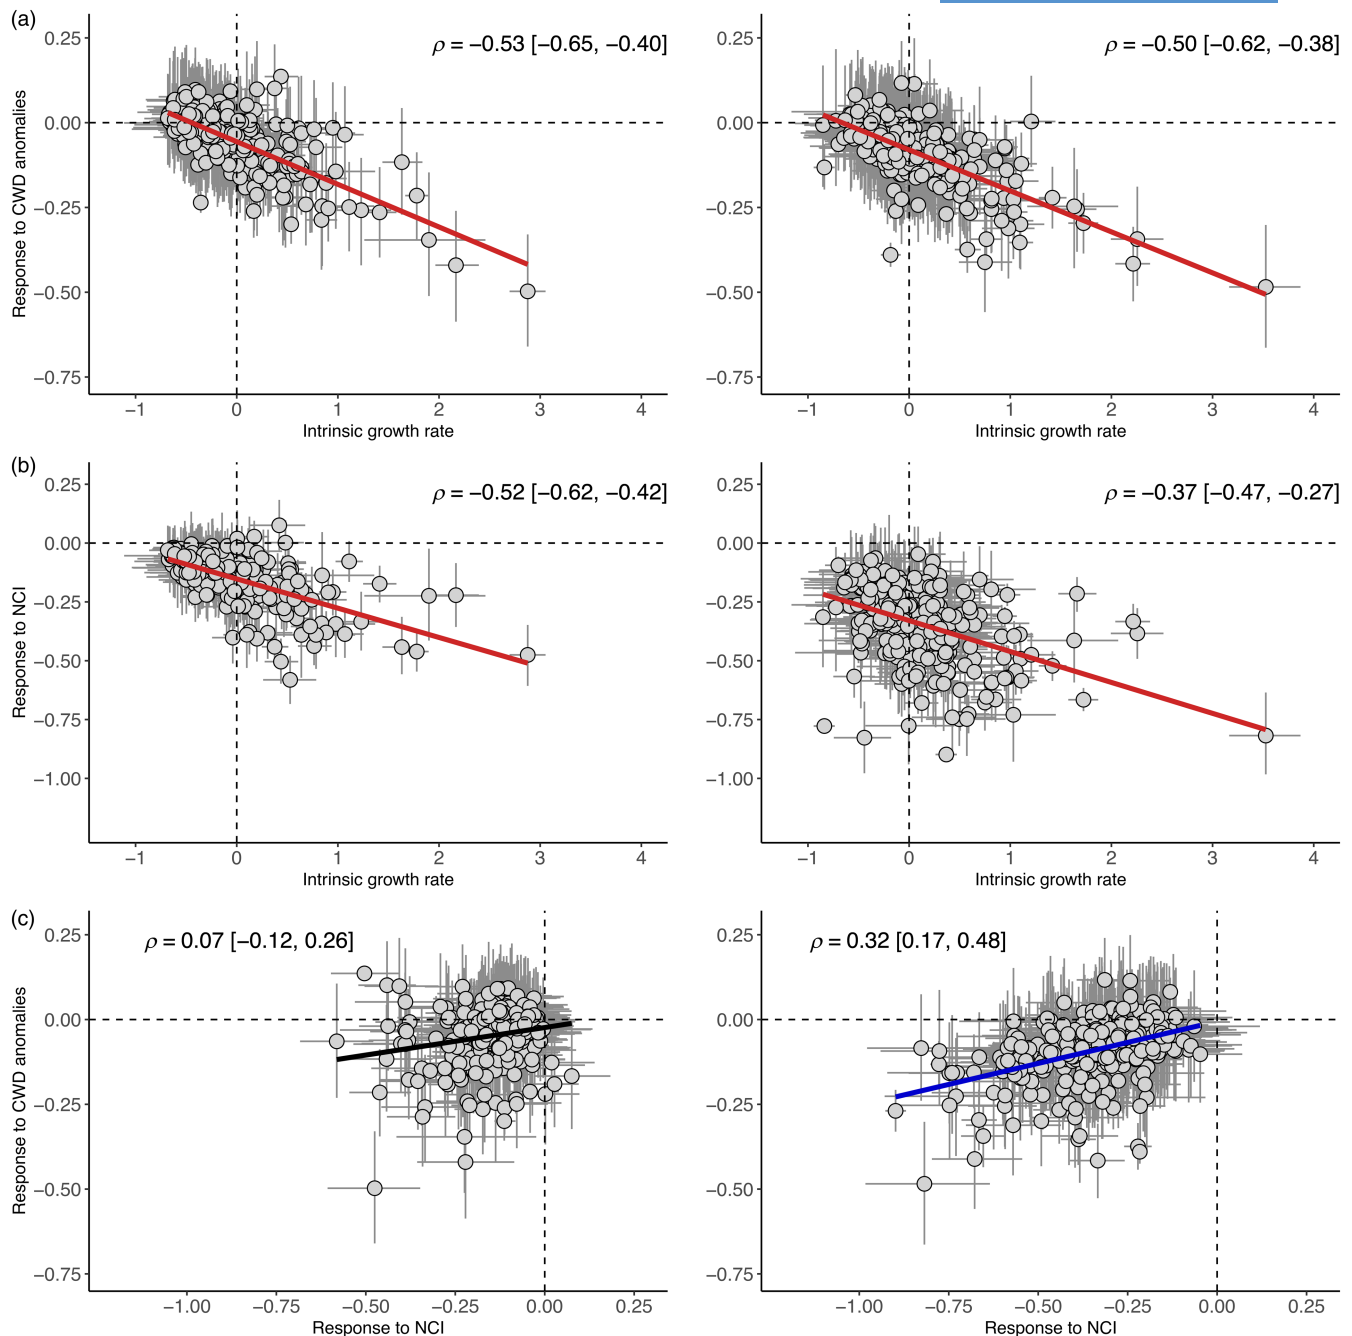 (a)
ρ = −0.53 [−0.65, −0.40]
ρ = −0.50 [−0.62, −0.38]
Response to CWD anomalies
0.25
0.00
−0.25
−0.50
−0.75
0.25
0.00
−0.25
−0.50
−0.75
−1 0 1 2 3 4
−1 0 1 2 3 4
Intrinsic growth rate
Intrinsic growth rate
(b)
ρ = −0.52 [−0.62, −0.42]
ρ = −0.37 [−0.47, −0.27]
Response to NCI
0.25
0.00
−0.25
−0.50
−0.75
−1.00
0.25
0.00
−0.25
−0.50
−0.75
−1.00
−1 0 1 2 3 4
−1 0 1 2 3 4
Intrinsic growth rate
Intrinsic growth rate
(c)
ρ = 0.07 [−0.12, 0.26]
ρ = 0.32 [0.17, 0.48]
Response to CWD anomalies
0.25
0.00
−0.25
−0.50
−0.75
0.25
0.00
−0.25
−0.50
−0.75
−1.00 −0.75 −0.50 −0.25 0.00 0.25
−1.00 −0.75 −0.50 −0.25 0.00 0.25
Response to NCI
Response to NCI